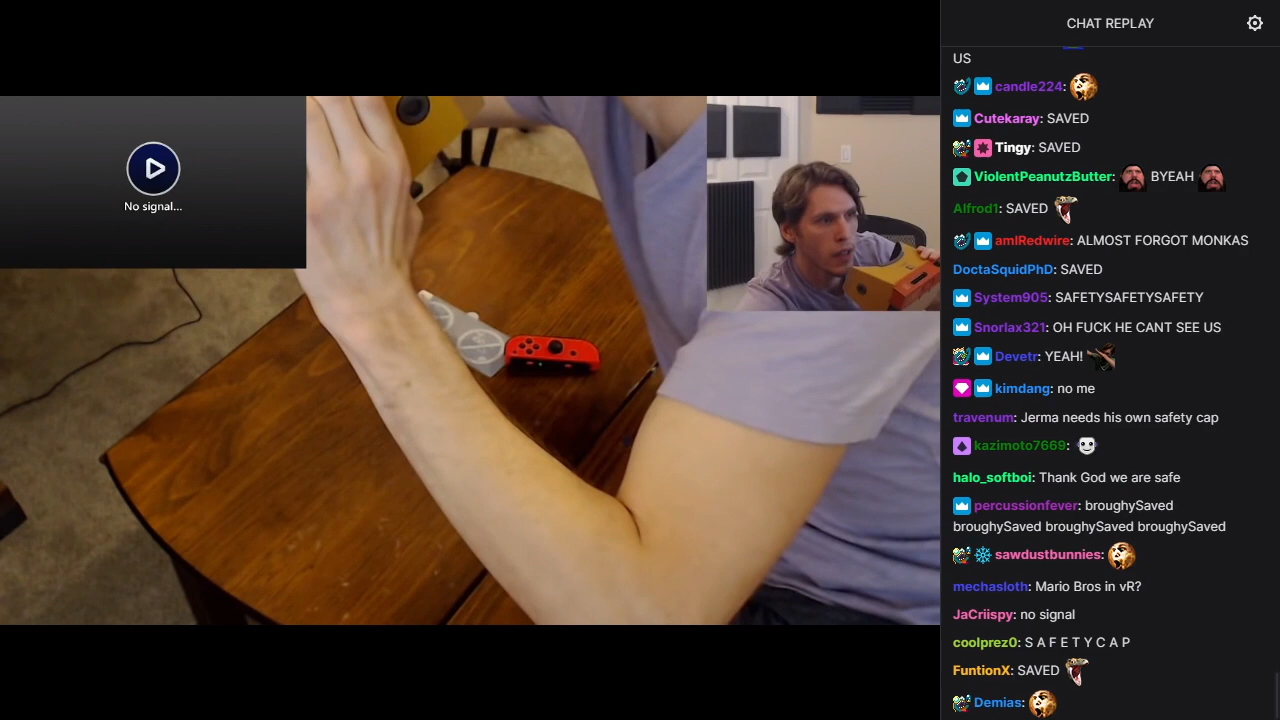 No signal...
CHAT REPLAY
US
candle224:
Cutekaray: SAVED
Tingy: SAVED
ViolentPeanutzButter: BYEAH
Alfrod1: SAVED
amIRedwire: ALMOST FORGOT MONKAS
DoctaSquidPhD: SAVED
System905: SAFETYSAFETYSAFETY
Snorlax321: OH FUCK HE CANT SEE US
Devetr: YEAH!
kimdang: no me
travenum: Jerma needs his own safety cap
kazimoto7669:
halo_softboi: Thank God we are safe
percussionfever: broughySaved
broughySaved broughySaved broughySaved
sawdustbunnies:
mechasloth: Mario Bros in vR?
JaCriispy: no signal
coolprez0: S A F E T Y C A P
FuntionX: SAVED
Demias: